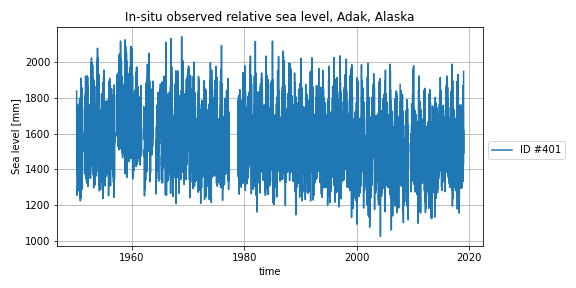 In-situ observed relative sea level, Adak, Alaska
Sea level [mm]
2000
1800
1600
1400
1200
1000
1960
1980
2000
2020
time
ID #401